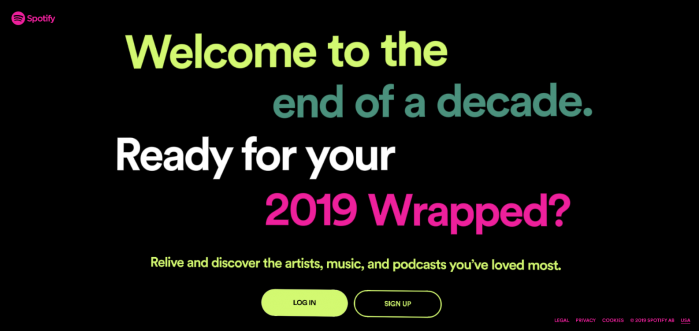 Spotify
Welcome to the
end of a decade.
Ready for your
2019 Wrapped?
Relive and discover the artists, music, and podcasts you've loved most.
LOG IN
SIGN UP
LEGAL PRIVACY COOKIES © 2019 SPOTIFY AB USA